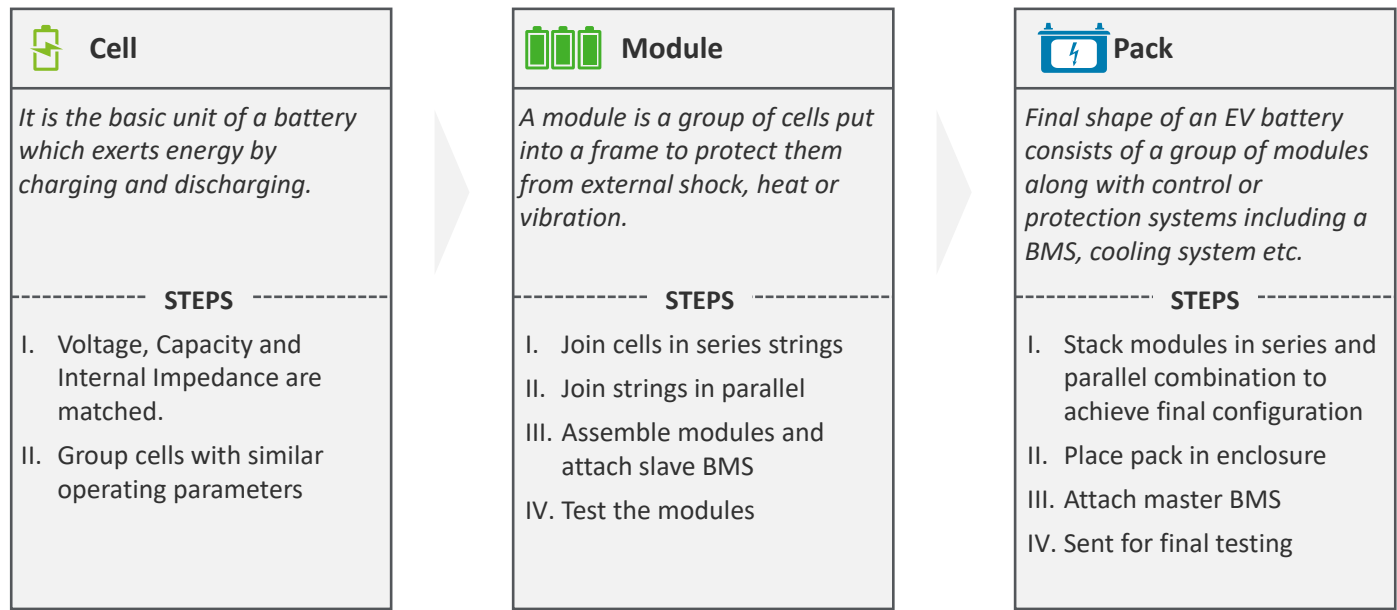 Cell
It is the basic unit of a battery
which exerts energy by
charging and discharging.
STEPS
I. Voltage, Capacity and
Internal Impedance are
matched.
II. Group cells with similar
operating parameters
Module
A module is a group of cells put
into a frame to protect them
from external shock, heat or
vibration.
STEPS
I. Join cells in series strings
II. Join strings in parallel
III. Assemble modules and
attach slave BMS
IV. Test the modules
Pack
Final shape of an EV battery
consists of a group of modules
along with control or
protection systems including a
BMS, cooling system etc.
STEPS
I. Stack modules in series and
parallel combination to
achieve final configuration
II. Place pack in enclosure
III. Attach master BMS
IV. Sent for final testing